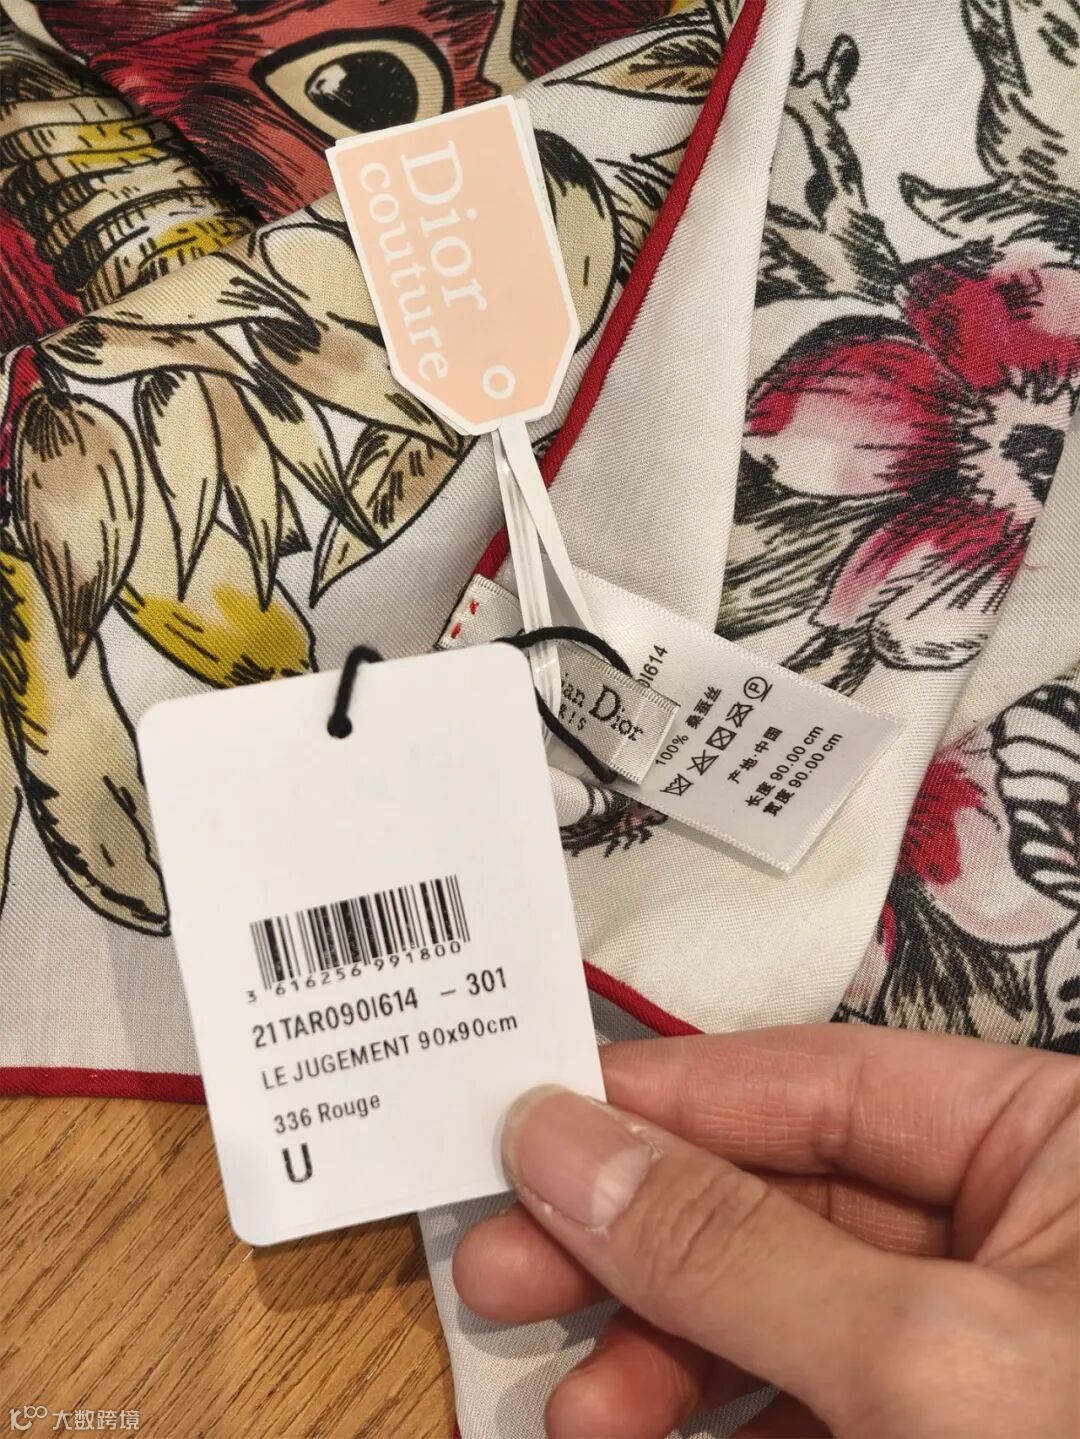 Dior
couture
0I614
ian Dior
RIS
100% 桑蚕丝
P
产地:中国
长度 90.00 cm
宽度 90.00 cm
3 616256 991800
21TAR090I614 - 301
LE JUGEMENT 90x90cm
336 Rouge
U
大数跨境